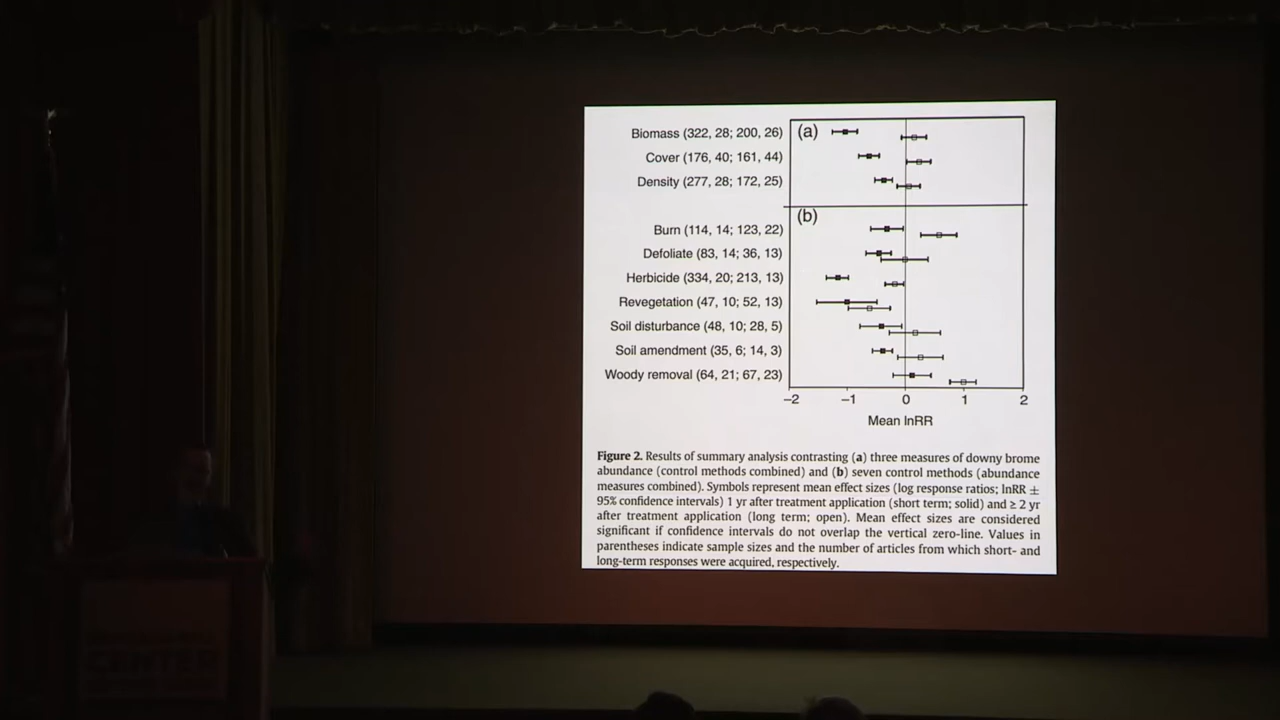 Biomass (322, 28; 200, 26)
(a)
Cover (176, 40; 161, 44)
Density (277, 28; 172, 25)
(b)
Burn (114, 14; 123, 22)
Defoliate (83, 14; 36, 13)
Herbicide (334, 20; 213, 13)
Revegetation (47, 10; 52, 13)
Soil disturbance (48, 10; 28, 5)
Soil amendment (35, 6; 14, 3)
Woody removal (64, 21; 67, 23)
−2 −1 0 1 2
Mean lnRR
Figure 2. Results of summary analysis contrasting (a) three measures of downy brome
abundance (control methods combined) and (b) seven control methods (abundance
measures combined). Symbols represent mean effect sizes (log response ratios; lnRR ±
95% confidence intervals) 1 yr after treatment application (short term; solid) and ≥ 2 yr
after treatment application (long term; open). Mean effect sizes are considered
significant if confidence intervals do not overlap the vertical zero-line. Values in
parentheses indicate sample sizes and the number of articles from which short- and
long-term responses were acquired, respectively.
CENTER